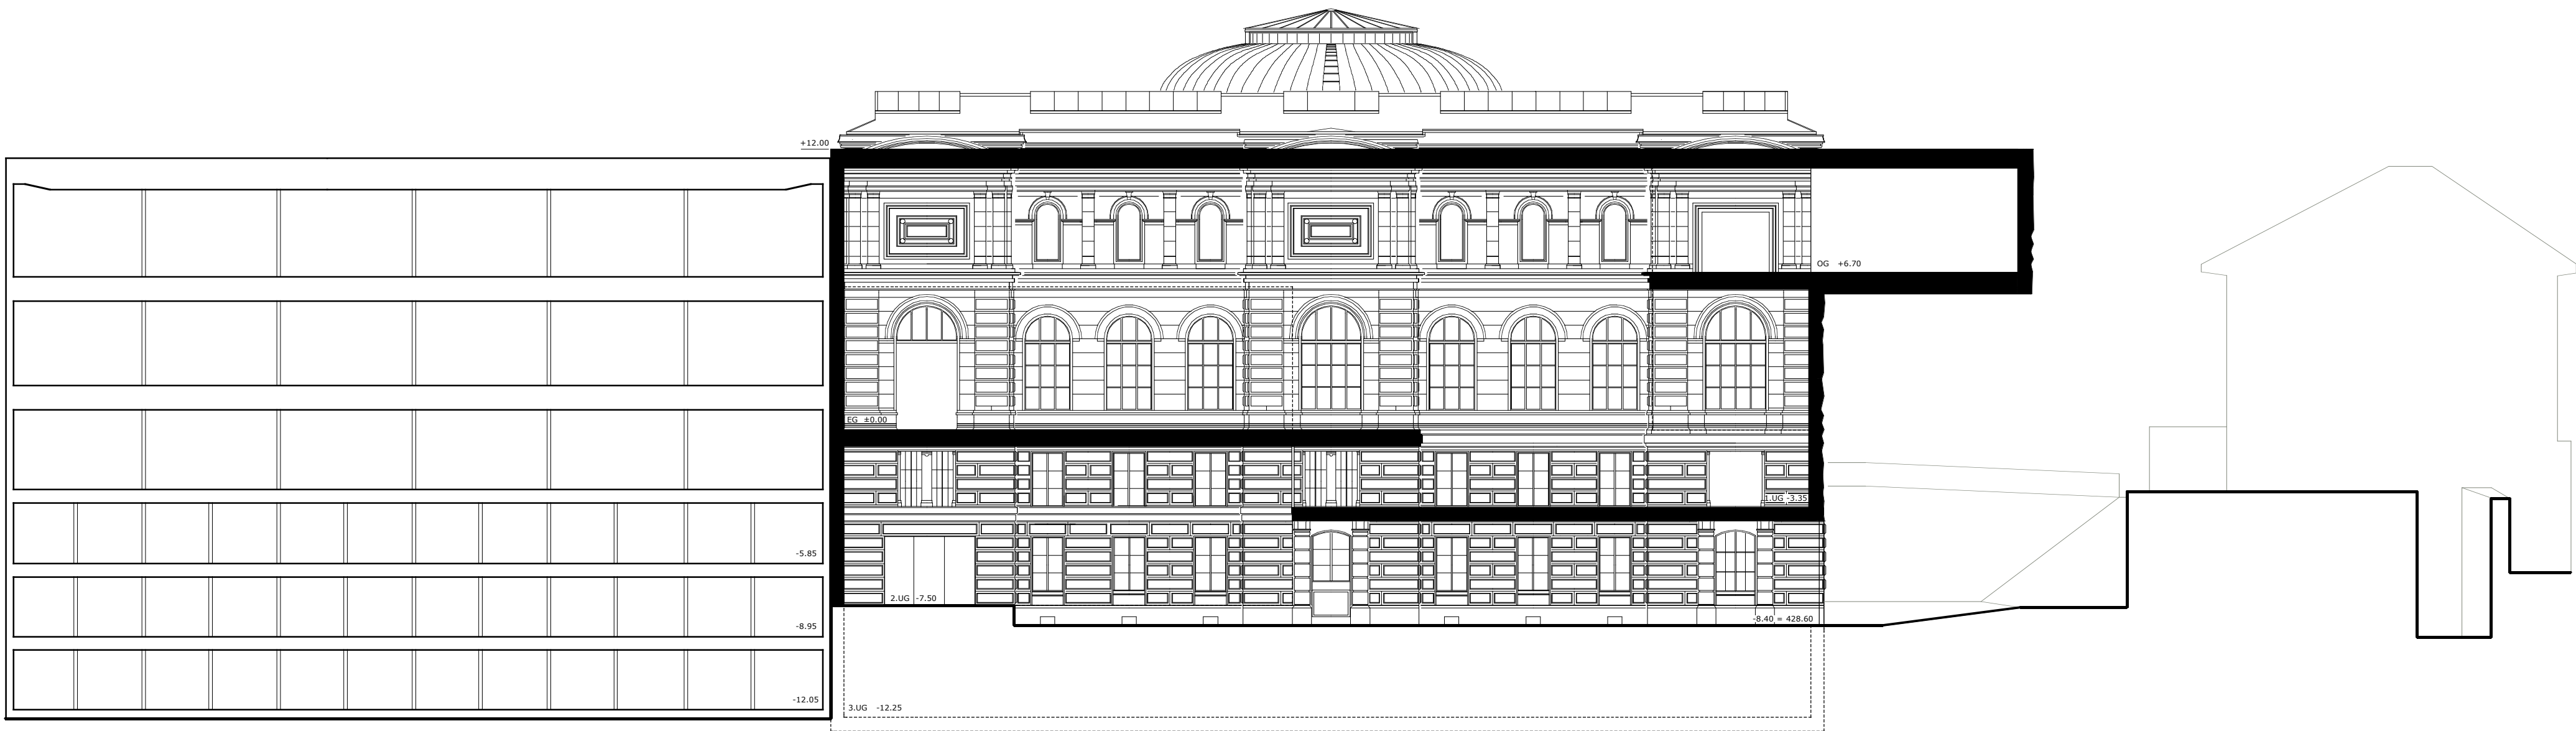 +12.00
OG +6.70
EG ±0.00
1.UG -3.35
-5.85
2.UG -7.50
-8.40 = 428.60
-8.95
-12.05
3.UG -12.25